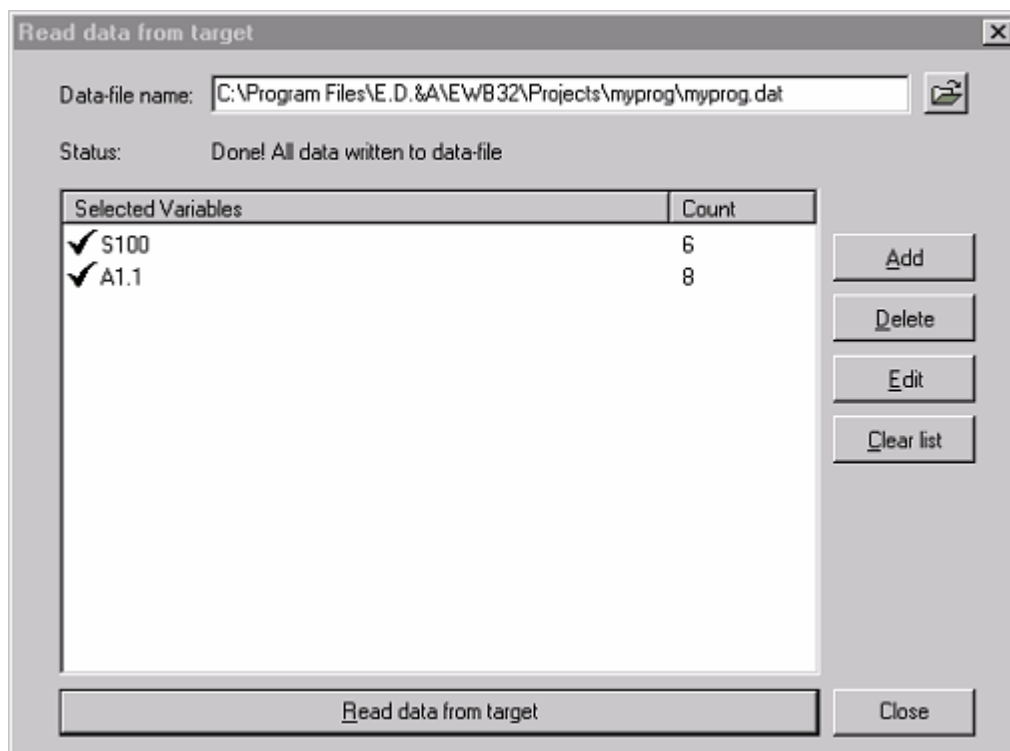 Read data from target
Data-file name: C:\Program Files\E.D.&A\EWB32\Projects\myprog\myprog.dat
Status: Done! All data written to data-file
Selected Variables Count
S100 6
A1.1 8
Add
Delete
Edit
Clear list
Read data from target Close